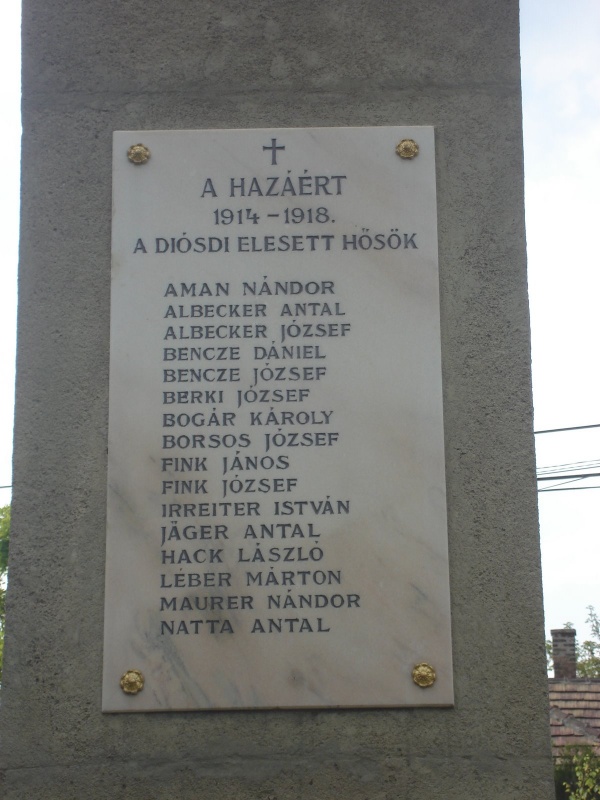 A HAZÁÉRT
1914 – 1918.
A DIÓSDI ELESETT HŐSÖK
AMAN NÁNDOR
ALBECKER ANTAL
ALBECKER JÓZSEF
BENCZE DÁNIEL
BENCZE JÓZSEF
BERKI JÓZSEF
BOGÁR KÁROLY
BORSOS JÓZSEF
FINK JÁNOS
FINK JÓZSEF
IRREITER ISTVÁN
JÄGER ANTAL
HACK LÁSZLÓ
LÉBER MÁRTON
MAURER NÁNDOR
NATTA ANTAL